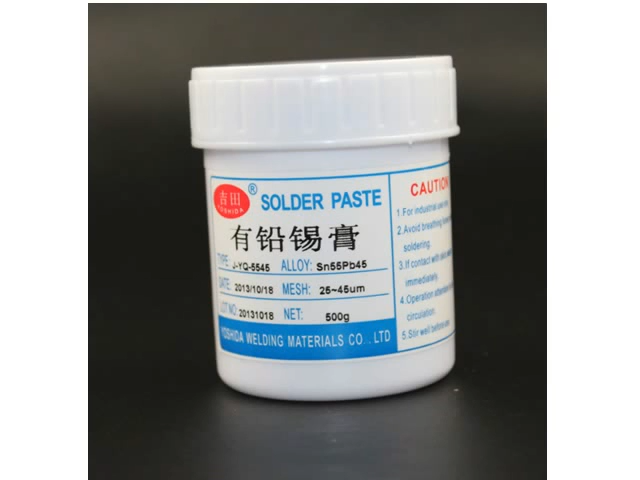 吉田
YOSHIDA
® SOLDER PASTE
有铅锡膏
TYPE: J-YQ-5545 ALLOY: Sn55Pb45
DATE: 2013/10/18 MESH: 25~45um
LOT NO: 20131018 NET: 500g
YOSHIDA WELDING MATERIALS CO., LTD
CAUTION
1.For industrial use
2.Avoid breathing
soldering.
3.If contact with
immediately.
4.Operation
circulation.
5.Stir well before